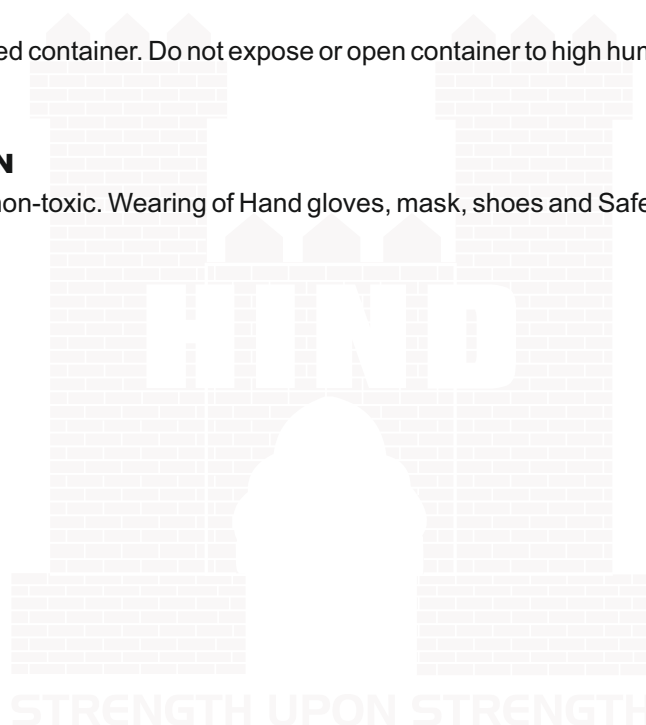 ed container. Do not expose or open container to high hum
N
non-toxic. Wearing of Hand gloves, mask, shoes and Safe
HIND
STRENGTH UPON STRENGTH